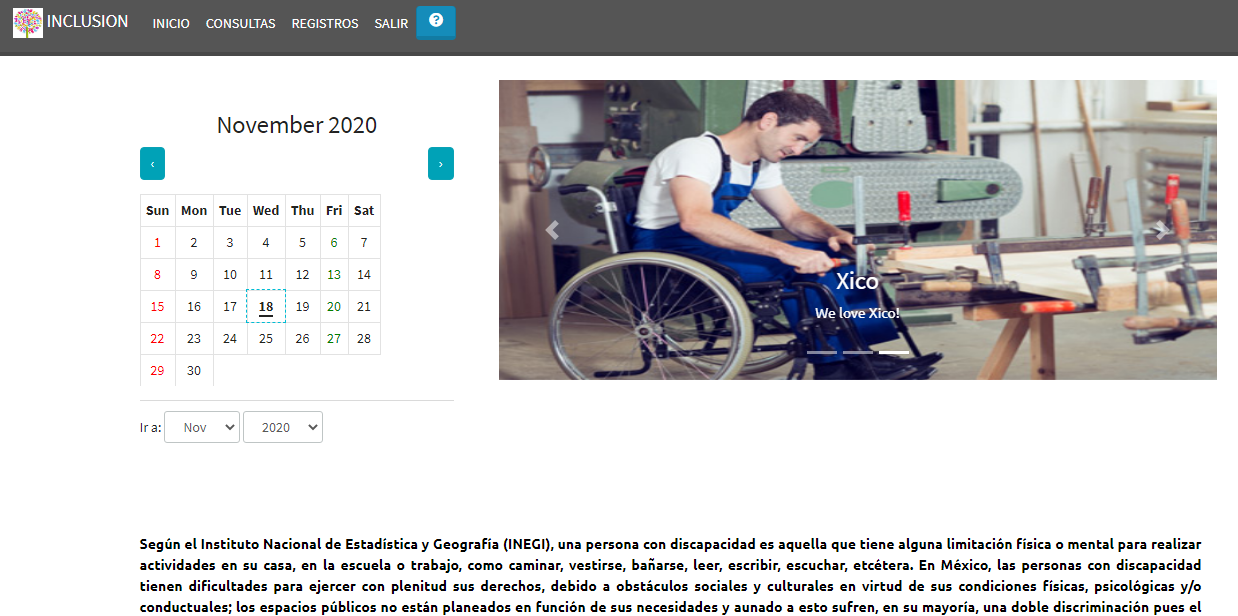 INCLUSION INICIO CONSULTAS REGISTROS SALIR ?
November 2020
‹ ›
Sun Mon Tue Wed Thu Fri Sat
1 2 3 4 5 6 7
8 9 10 11 12 13 14
15 16 17 18 19 20 21
22 23 24 25 26 27 28
29 30
Ir a: Nov 2020
Xico
We love Xico!
Según el Instituto Nacional de Estadística y Geografía (INEGI), una persona con discapacidad es aquella que tiene alguna limitación física o mental para realizar
actividades en su casa, en la escuela o trabajo, como caminar, vestirse, bañarse, leer, escribir, escuchar, etcétera. En México, las personas con discapacidad
tienen dificultades para ejercer con plenitud sus derechos, debido a obstáculos sociales y culturales en virtud de sus condiciones físicas, psicológicas y/o
conductuales; los espacios públicos no están planeados en función de sus necesidades y aunado a esto sufren, en su mayoría, una doble discriminación pues el